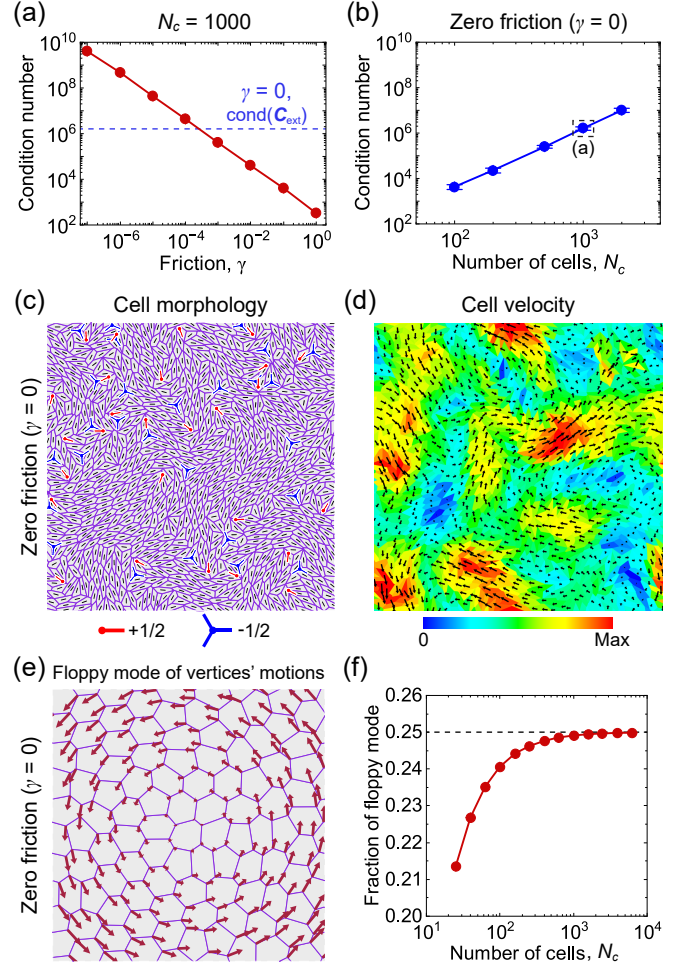 (a)
N_c = 1000
Condition number
10^10
10^8
10^6
10^4
10^2
γ = 0,
cond(C_ext)
10^-6
10^-4
10^-2
10^0
Friction, γ
(b)
Zero friction (γ = 0)
Condition number
10^10
10^8
10^6
10^4
10^2
(a)
10^2
10^3
Number of cells, N_c
(c)
Cell morphology
Zero friction (γ = 0)
+1/2
-1/2
(d)
Cell velocity
0
Max
(e)
Floppy mode of vertices' motions
Zero friction (γ = 0)
(f)
Fraction of floppy mode
0.26
0.25
0.24
0.23
0.22
0.21
0.20
10^1
10^2
10^3
10^4
Number of cells, N_c